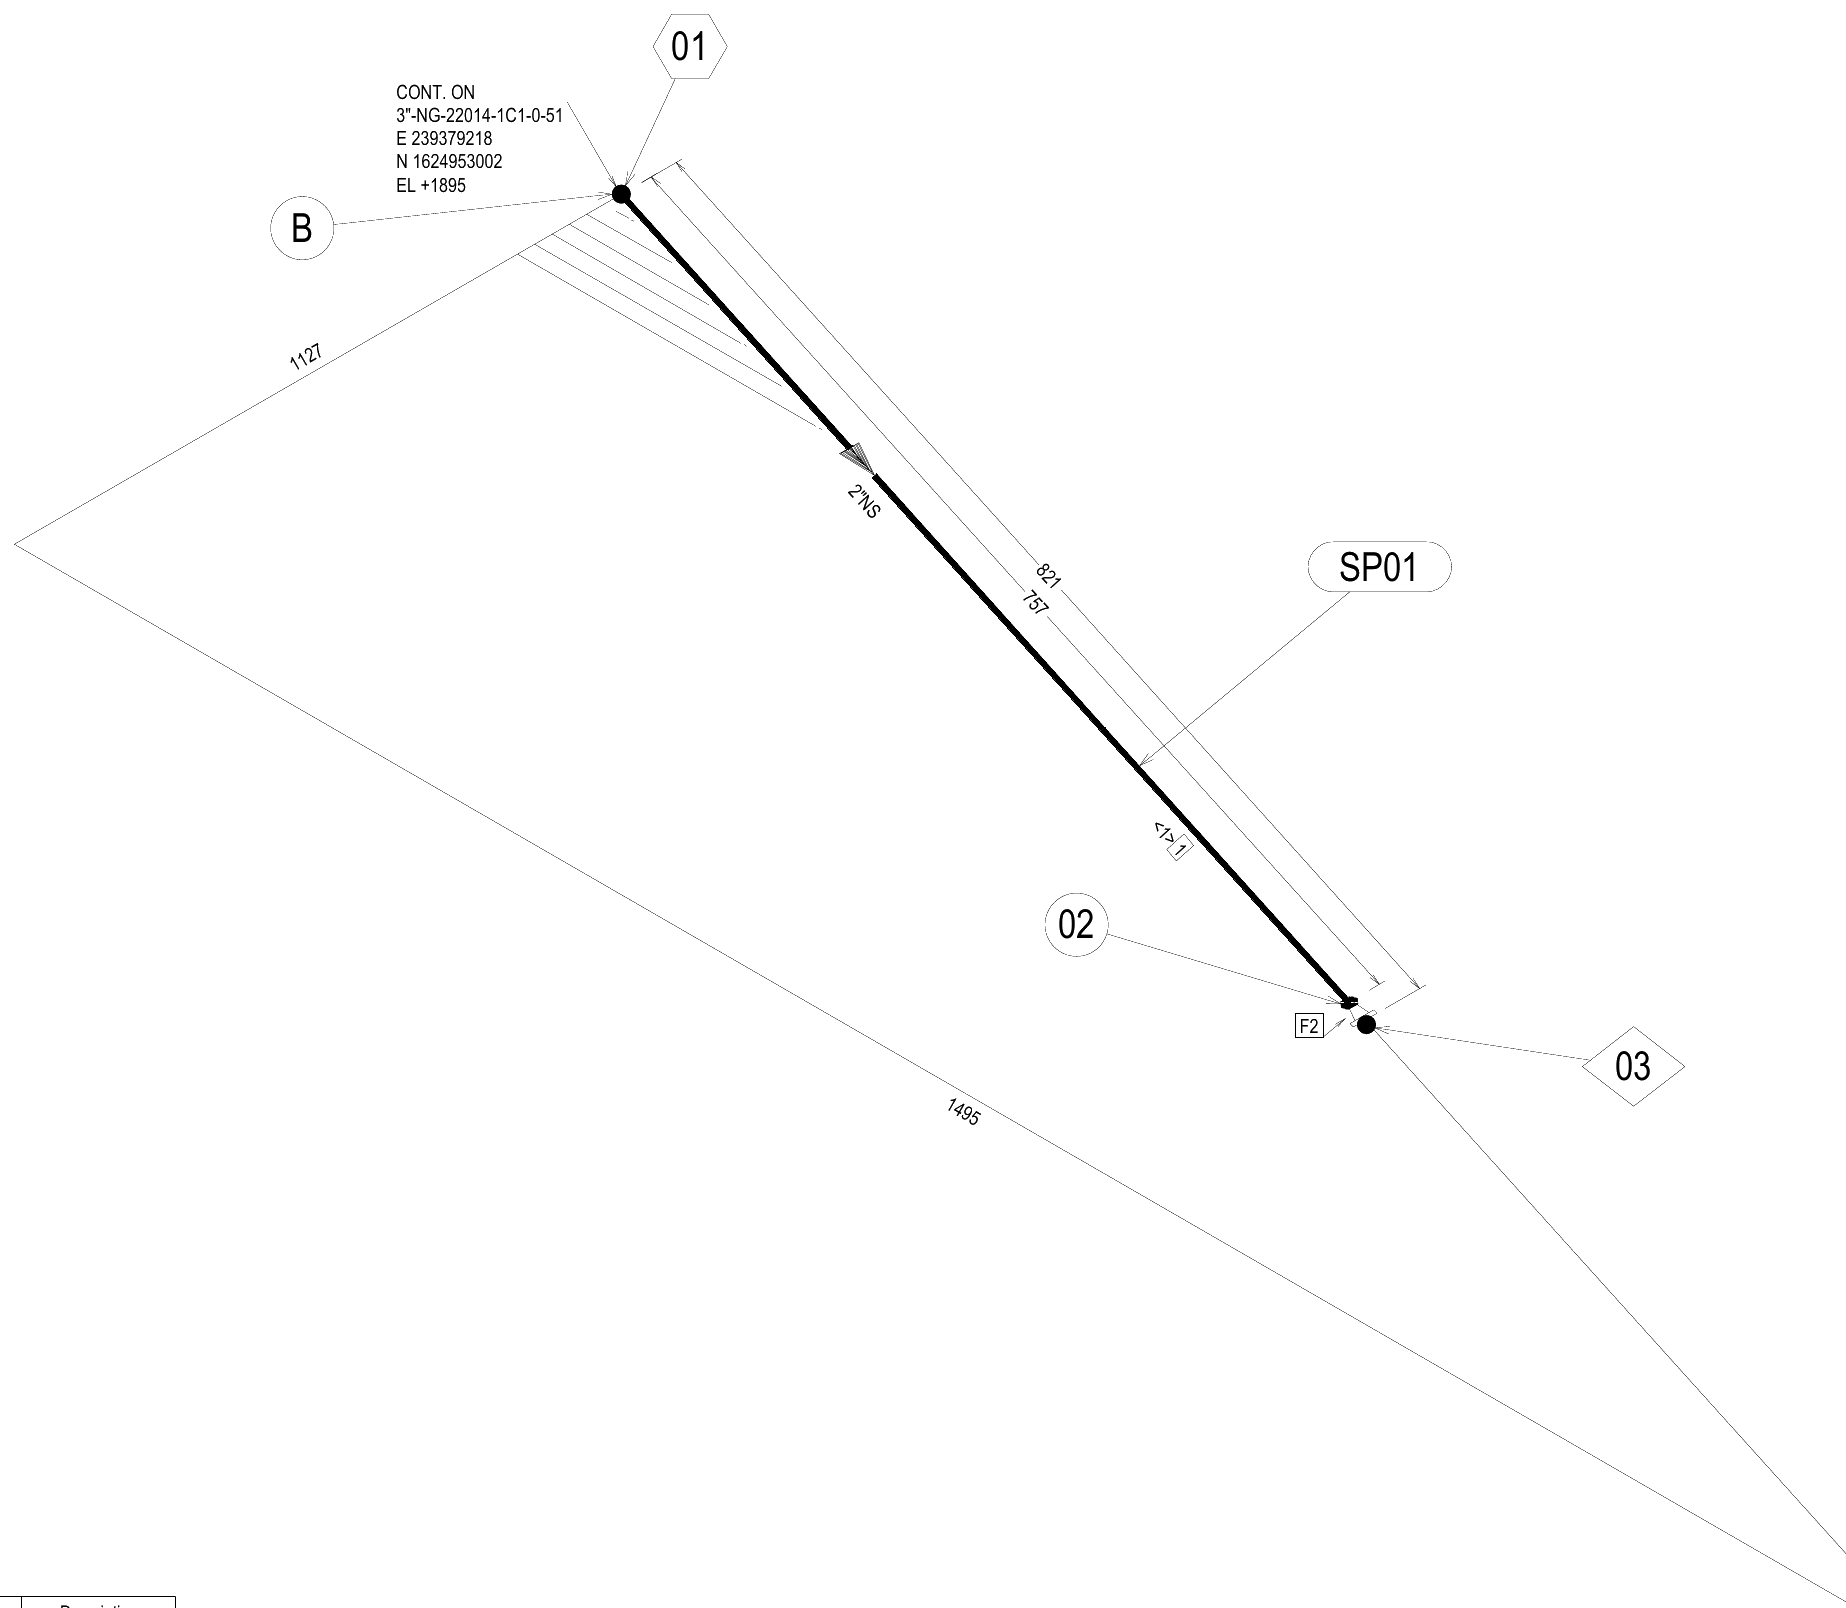 01
CONT. ON
3"-NG-22014-1C1-0-51
E 239379218
N 1624953002
EL +1895
B
1127
2"NS
821
757
SP01
<1> 1
02
F2
03
1495